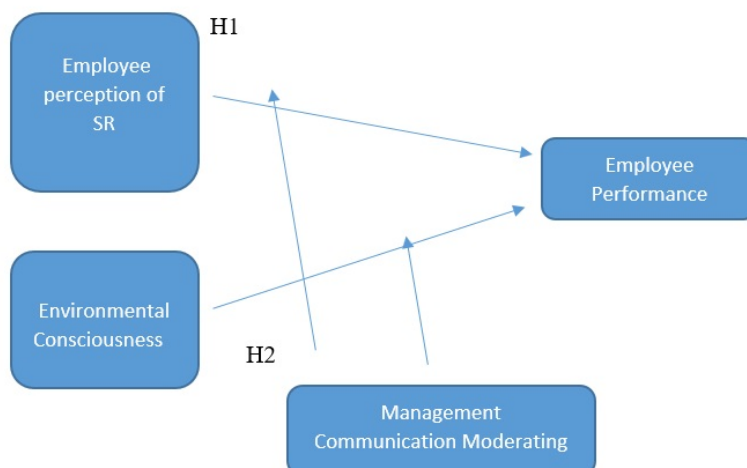 H1
Employee
perception of
SR
Employee
Performance
Environmental
Consciousness
H2
Management
Communication Moderating